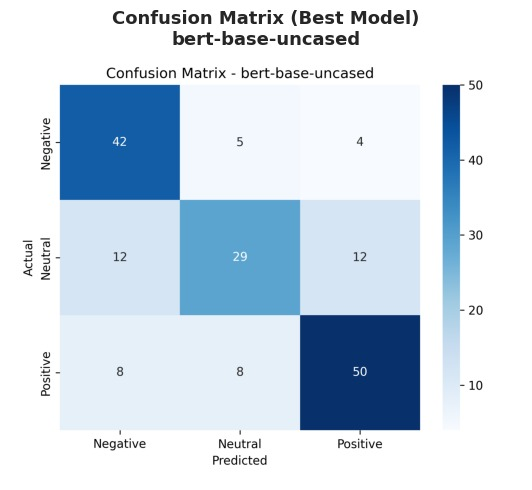 Confusion Matrix (Best Model)
bert-base-uncased
Confusion Matrix - bert-base-uncased
Actual
Negative
Neutral
Positive
42 5 4
12 29 12
8 8 50
Negative Neutral Positive
Predicted
50
40
30
20
10